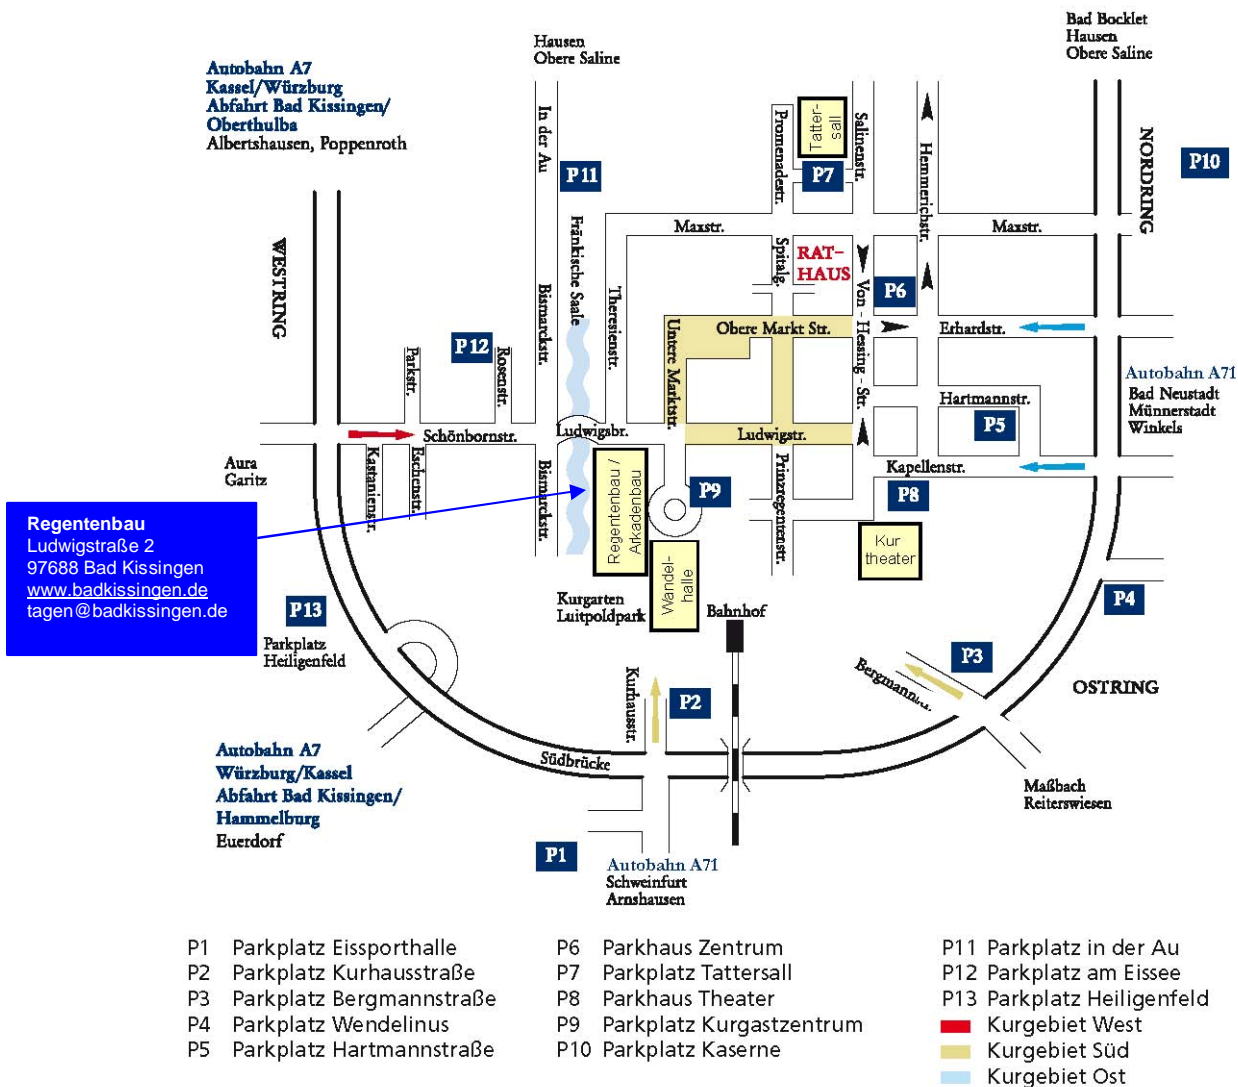 Bad Bocklet
Hausen
Obere Saline
Hausen
Obere Saline
Autobahn A7
Kassel/Würzburg
Abfahrt Bad Kissingen/
Oberthulba
Albertshausen, Poppenroth
In der Au
P11
Promenadestr.
Tatter-
sall
P7
Salinenstr.
Hemmerichstr.
NORDRING
P10
WESTRING
Fränkische Saale
Maxstr.
Maxstr.
Spitalg.
RAT-
HAUS
Von - Hessing - Str.
P6
Bismarckstr.
Theresienstr.
Untere Marktstr.
Obere Markt Str.
Erhardstr.
P12
Rosenstr.
Parkstr.
Autobahn A71
Bad Neustadt
Münnerstadt
Winkels
Hartmannstr.
P5
Schönbornstr.
Ludwigsbr.
Ludwigstr.
Aura
Garitz
Kastanienstr.
Eschenstr.
Bismarckstr.
Regentenbau /
Arkadenbau
P9
Prinzregentenstr.
Kapellenstr.
P8
Regentenbau
Ludwigstraße 2
97688 Bad Kissingen
www.badkissingen.de
tagen@badkissingen.de
Kur
theater
Wandel-
halle
P13
Parkplatz
Heiligenfeld
Kurgarten
Luitpoldpark
Bahnhof
P4
P3
Bergmannstr.
OSTRING
Kurhausstr.
P2
Südbrücke
Autobahn A7
Würzburg/Kassel
Abfahrt Bad Kissingen/
Hammelburg
Euerdorf
Maßbach
Reiterswiesen
P1
Autobahn A71
Schweinfurt
Arnshausen
P1 Parkplatz Eissporthalle
P2 Parkplatz Kurhausstraße
P3 Parkplatz Bergmannstraße
P4 Parkplatz Wendelinus
P5 Parkplatz Hartmannstraße
P6 Parkhaus Zentrum
P7 Parkplatz Tattersall
P8 Parkhaus Theater
P9 Parkplatz Kurgastzentrum
P10 Parkplatz Kaserne
P11 Parkplatz in der Au
P12 Parkplatz am Eissee
P13 Parkplatz Heiligenfeld
Kurgebiet West
Kurgebiet Süd
Kurgebiet Ost